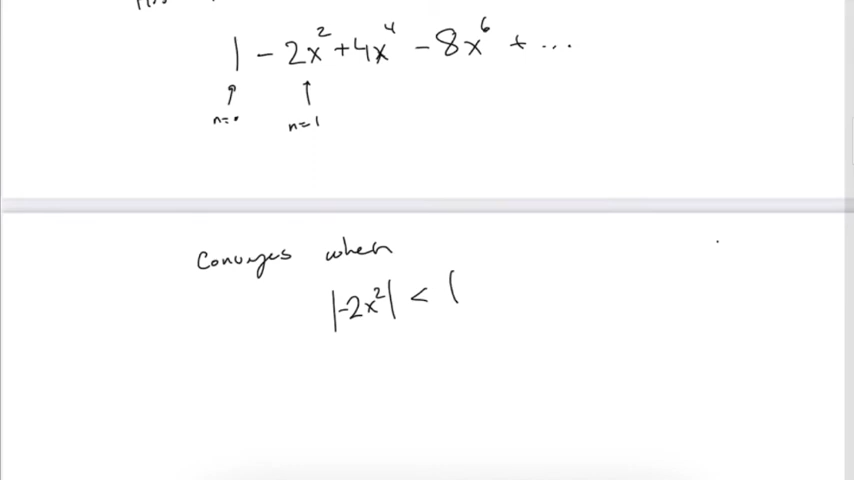 1 - 2x² + 4x⁴ - 8x⁶ + ...
n=0 n=1
Converges when
|-2x²| < 1